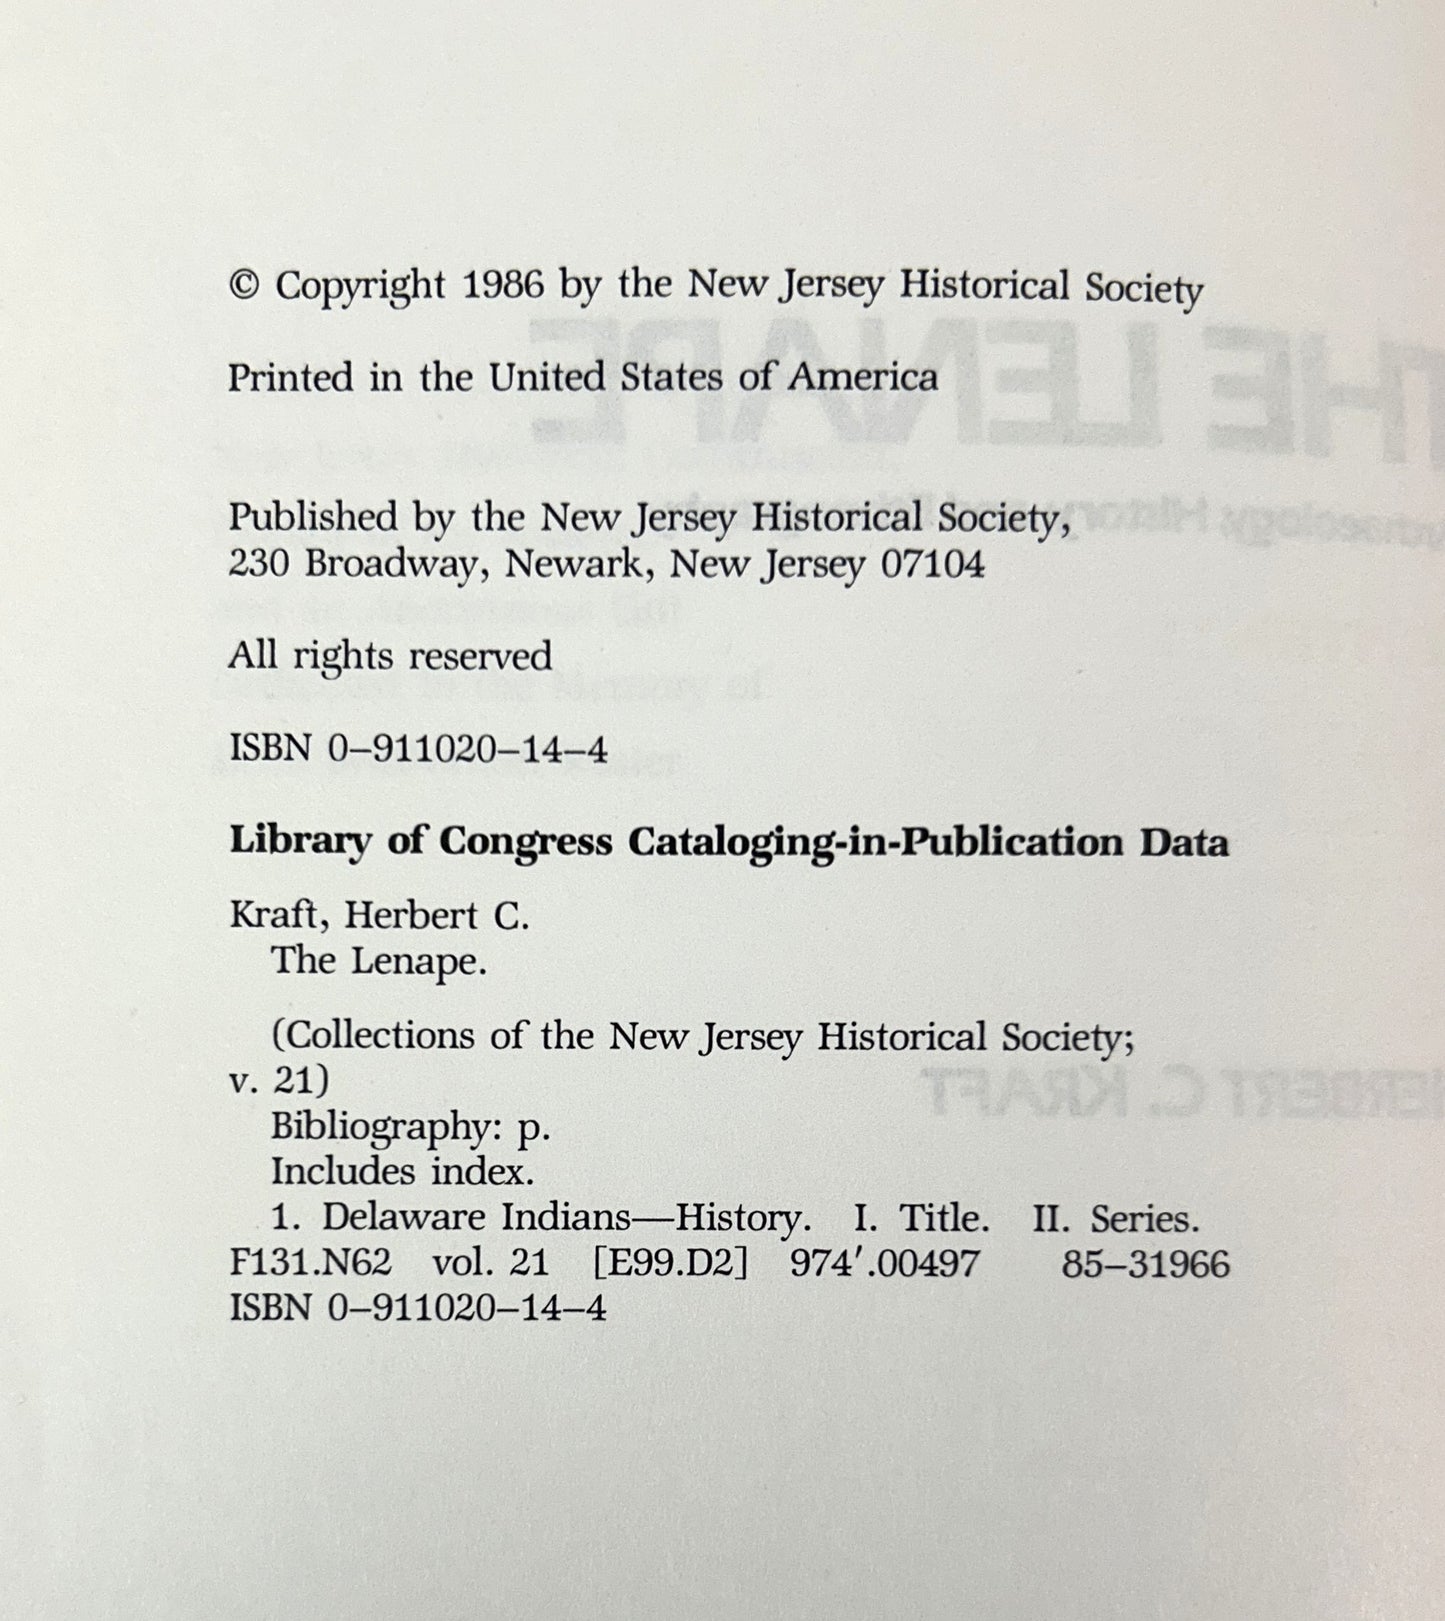 © Copyright 1986 by the New Jersey Historical Society
Printed in the United States of America
Published by the New Jersey Historical Society,
230 Broadway, Newark, New Jersey 07104
All rights reserved
ISBN 0–911020–14–4
Library of Congress Cataloging-in-Publication Data
Kraft, Herbert C.
The Lenape.
(Collections of the New Jersey Historical Society;
v. 21)
Bibliography: p.
Includes index.
1. Delaware Indians—History. I. Title. II. Series.
F131.N62 vol. 21 [E99.D2] 974′.00497 85–31966
ISBN 0–911020–14–4
THE LENAPE
HERBERT C. KRAFT